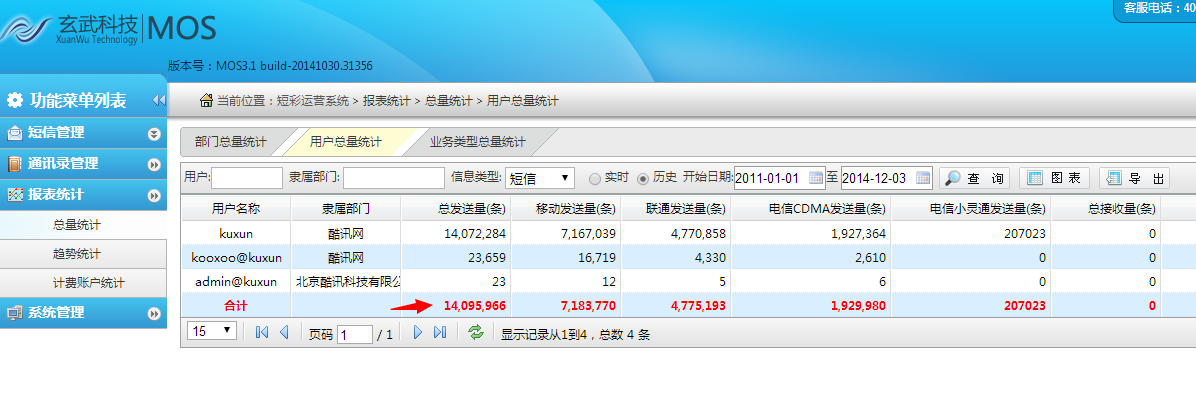 客服电话：40
玄武科技
XuanWu Technology
MOS
版本号：MOS3.1 build-20141030.31356
功能菜单列表
当前位置：短彩运营系统 > 报表统计 > 总量统计 > 用户总量统计
短信管理
通讯录管理
报表统计
总量统计
趋势统计
计费账户统计
系统管理
部门总量统计 用户总量统计 业务类型总量统计
用户: 隶属部门: 信息类型: 短信 实时 历史 开始日期: 2011-01-01 至 2014-12-03 查 询 图 表 导 出
用户名称 隶属部门 总发送量(条) 移动发送量(条) 联通发送量(条) 电信CDMA发送量(条) 电信小灵通发送量(条) 总接收量(条)
kuxun 酷讯网 14,072,284 7,167,039 4,770,858 1,927,364 207023 0
kooxoo@kuxun 酷讯网 23,659 16,719 4,330 2,610 0 0
admin@kuxun 北京酷讯科技有限公 23 12 5 6 0 0
合计 14,095,966 7,183,770 4,775,193 1,929,980 207023 0
15 页码 1 / 1 显示记录从1到4，总数 4 条